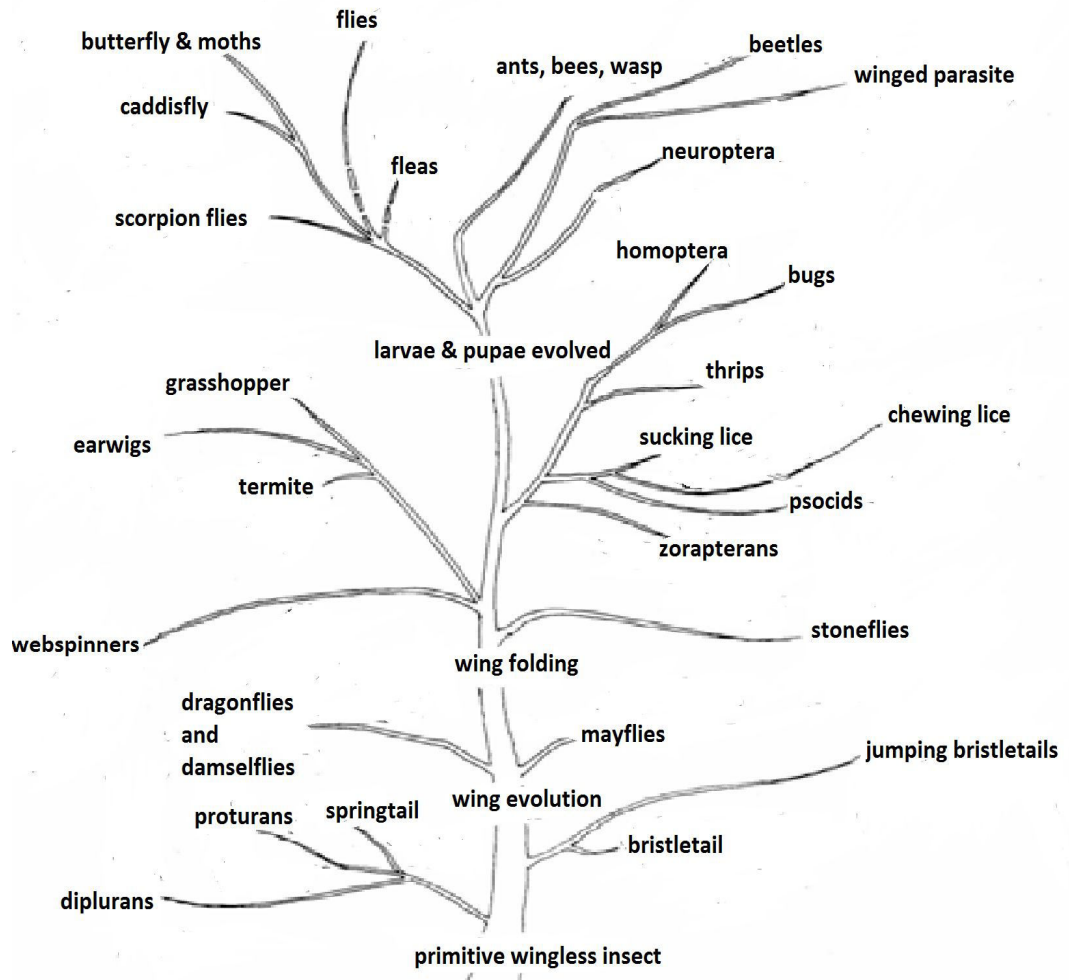 flies
butterfly & moths
beetles
ants, bees, wasp
winged parasite
caddisfly
neuroptera
fleas
scorpion flies
homoptera
bugs
larvae & pupae evolved
thrips
grasshopper
chewing lice
earwigs
sucking lice
termite
psocids
zorapterans
webspinners
stoneflies
wing folding
dragonflies
and
damselflies
mayflies
jumping bristletails
wing evolution
proturans
springtail
bristletail
diplurans
primitive wingless insect